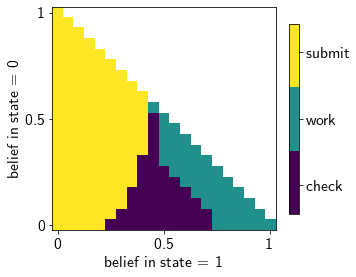 1
0.5
0
belief in state = 0
0
0.5
1
belief in state = 1
submit
work
check